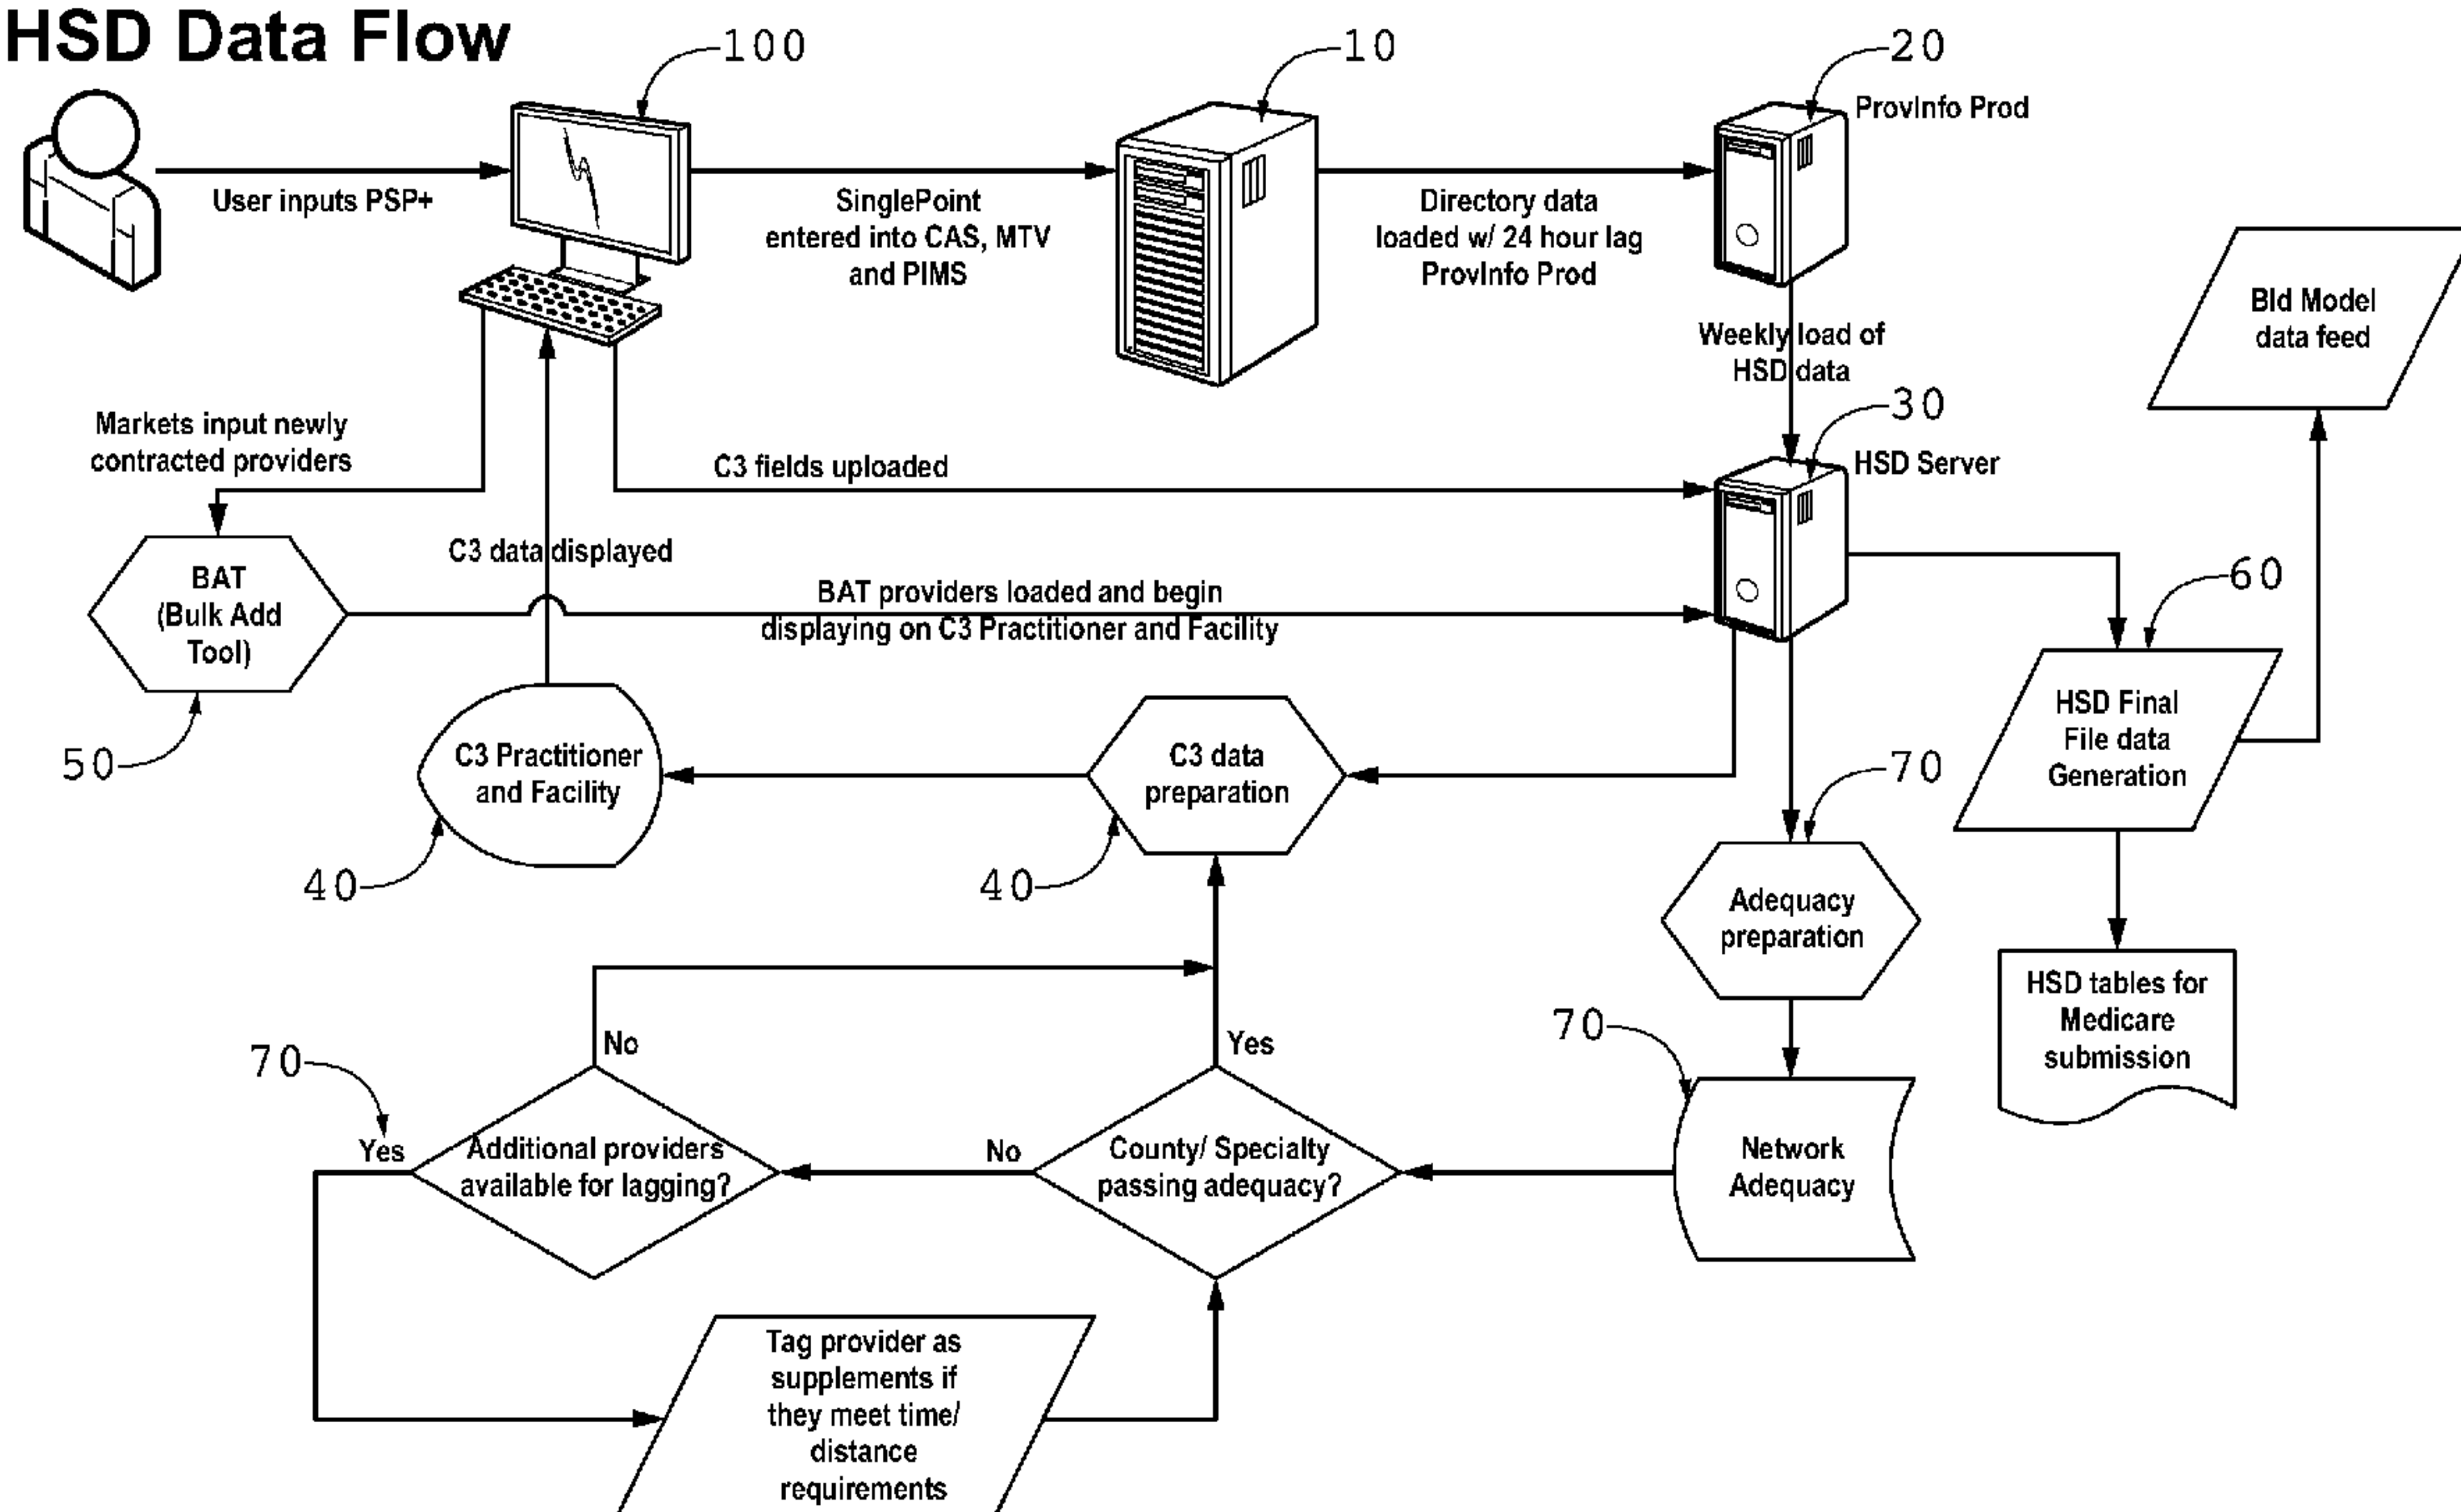 HSD Data Flow
100
10
20
ProvInfo Prod
User inputs PSP+
SinglePoint
entered into CAS, MTV
and PIMS
Directory data
loaded w/ 24 hour lag
ProvInfo Prod
Bld Model
data feed
Weekly load of
HSD data
30
HSD Server
Markets input newly
contracted providers
C3 fields uploaded
C3 data displayed
BAT
(Bulk Add
Tool)
BAT providers loaded and begin
displaying on C3 Practitioner and Facility
60
50
C3 Practitioner
and Facility
C3 data
preparation
HSD Final
File data
Generation
70
40
40
Adequacy
preparation
HSD tables for
Medicare
submission
70
No
Yes
70
Yes
Additional providers
available for lagging?
No
County/ Specialty
passing adequacy?
Network
Adequacy
Tag provider as
supplements if
they meet time/
distance
requirements